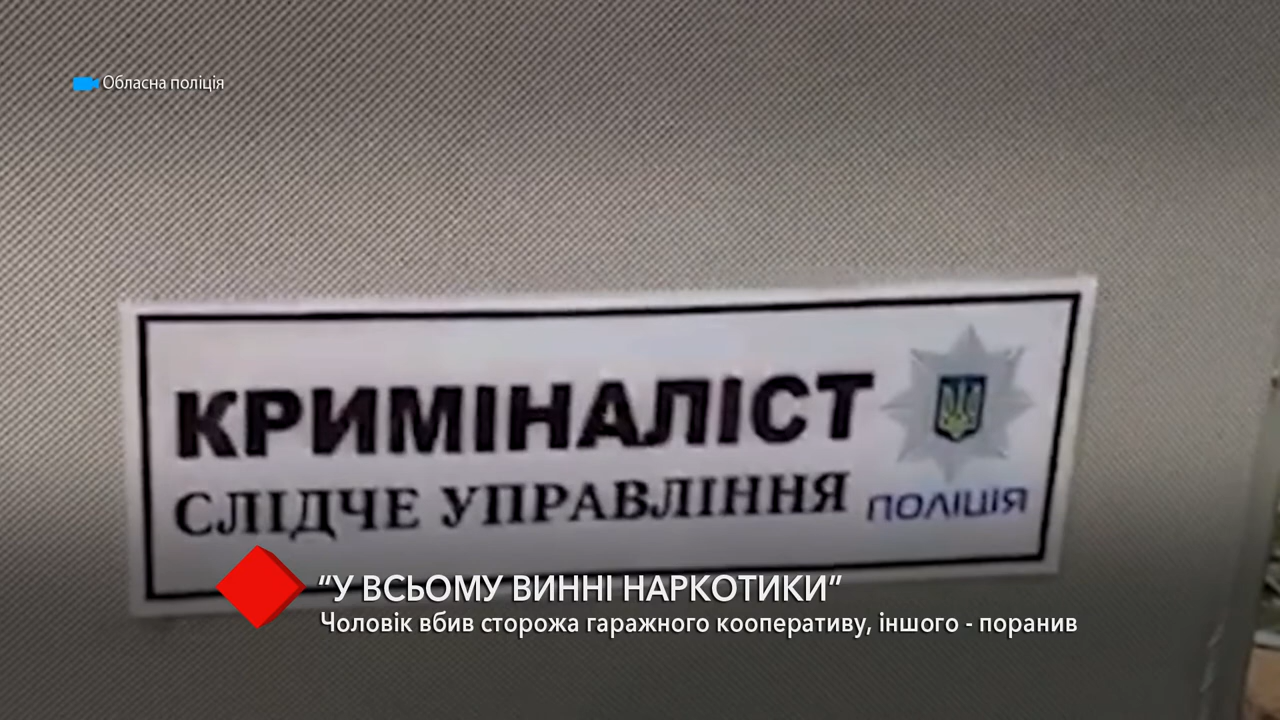 Обласна поліція
КРИМІНАЛІСТ
СЛІДЧЕ УПРАВЛІННЯ
ПОЛІЦІЯ
“У ВСЬОМУ ВИННІ НАРКОТИКИ”
Чоловік вбив сторожа гаражного кооперативу, іншого - поранив